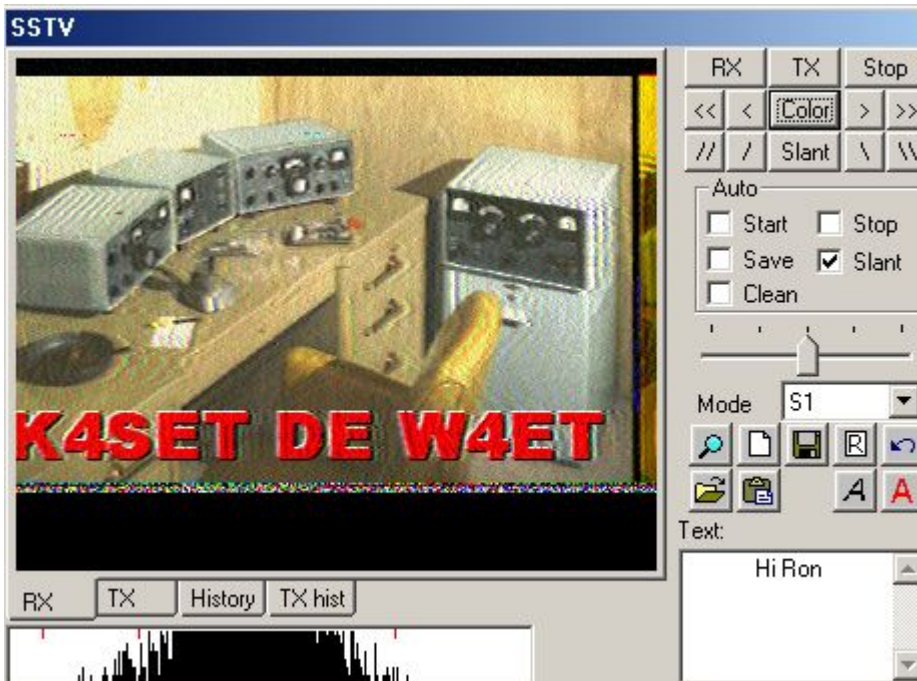 SSTV
RX TX Stop
<< < Color > >>
// / Slant \ \\
Auto
Start Stop
Save Slant
Clean
Mode S1
R
A A
Text:
Hi Ron
K4SET DE W4ET
RX TX History TX hist